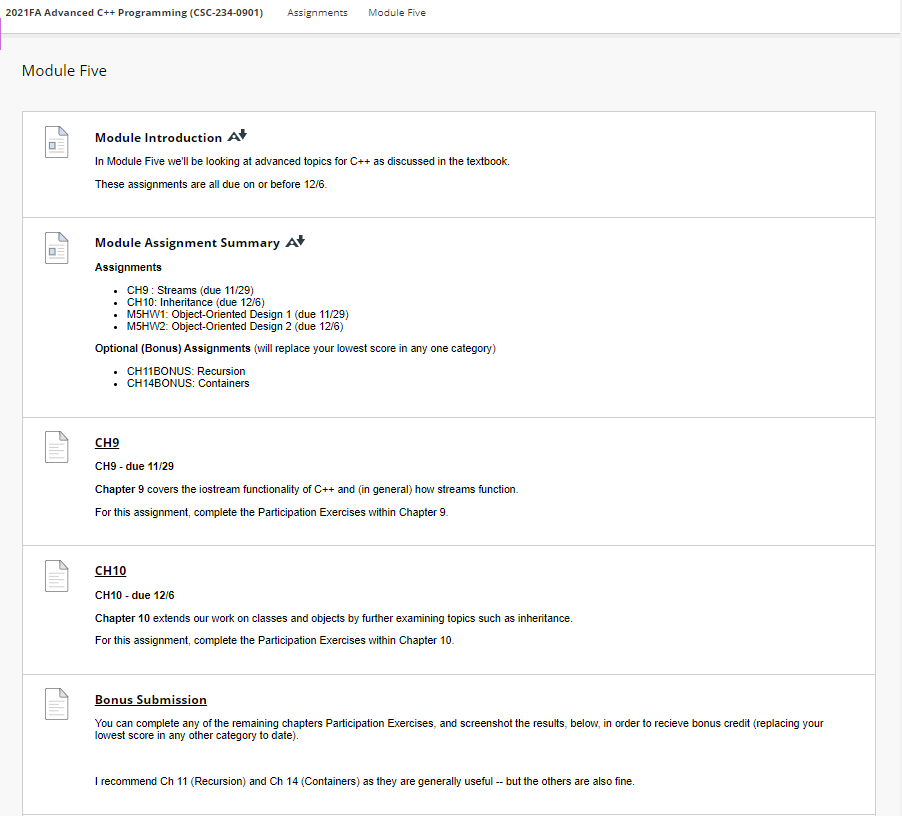 2021FA Advanced C++ Programming (CSC-234-0901) Assignments Module Five
Module Five
Module Introduction
In Module Five we'll be looking at advanced topics for C++ as discussed in the textbook.
These assignments are all due on or before 12/6.
Module Assignment Summary
Assignments
• CH9 : Streams (due 11/29)
• CH10: Inheritance (due 12/6)
• M5HW1: Object-Oriented Design 1 (due 11/29)
• M5HW2: Object-Oriented Design 2 (due 12/6)
Optional (Bonus) Assignments (will replace your lowest score in any one category)
• CH11BONUS: Recursion
• CH14BONUS: Containers
CH9
CH9 - due 11/29
Chapter 9 covers the iostream functionality of C++ and (in general) how streams function.
For this assignment, complete the Participation Exercises within Chapter 9.
CH10
CH10 - due 12/6
Chapter 10 extends our work on classes and objects by further examining topics such as inheritance.
For this assignment, complete the Participation Exercises within Chapter 10.
Bonus Submission
You can complete any of the remaining chapters Participation Exercises, and screenshot the results, below, in order to recieve bonus credit (replacing your
lowest score in any other category to date).
I recommend Ch 11 (Recursion) and Ch 14 (Containers) as they are generally useful -- but the others are also fine.